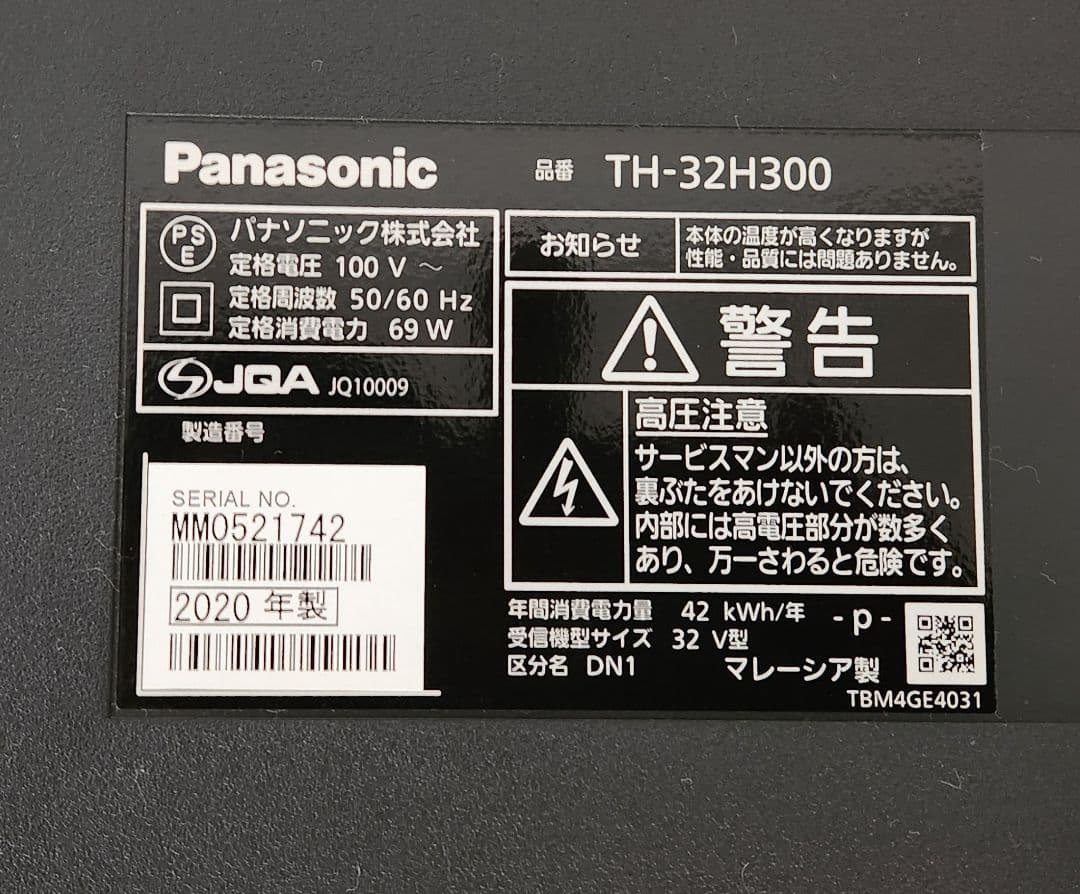 Panasonic
品番 TH-32H300
PSE
パナソニック株式会社
定格電圧 100 V ～
定格周波数 50/60 Hz
定格消費電力 69 W
JQA JQ10009
製造番号
SERIAL NO.
MM0521742
2020 年製
お知らせ
本体の温度が高くなりますが
性能・品質には問題ありません。
警告
高圧注意
サービスマン以外の方は、
裏ぶたをあけないでください。
内部には高電圧部分が数多く
あり、万一さわると危険です。
年間消費電力量 42 kWh/年
受信機型サイズ 32 V型
区分名 DN1
-p-
マレーシア製
TBM4GE4031